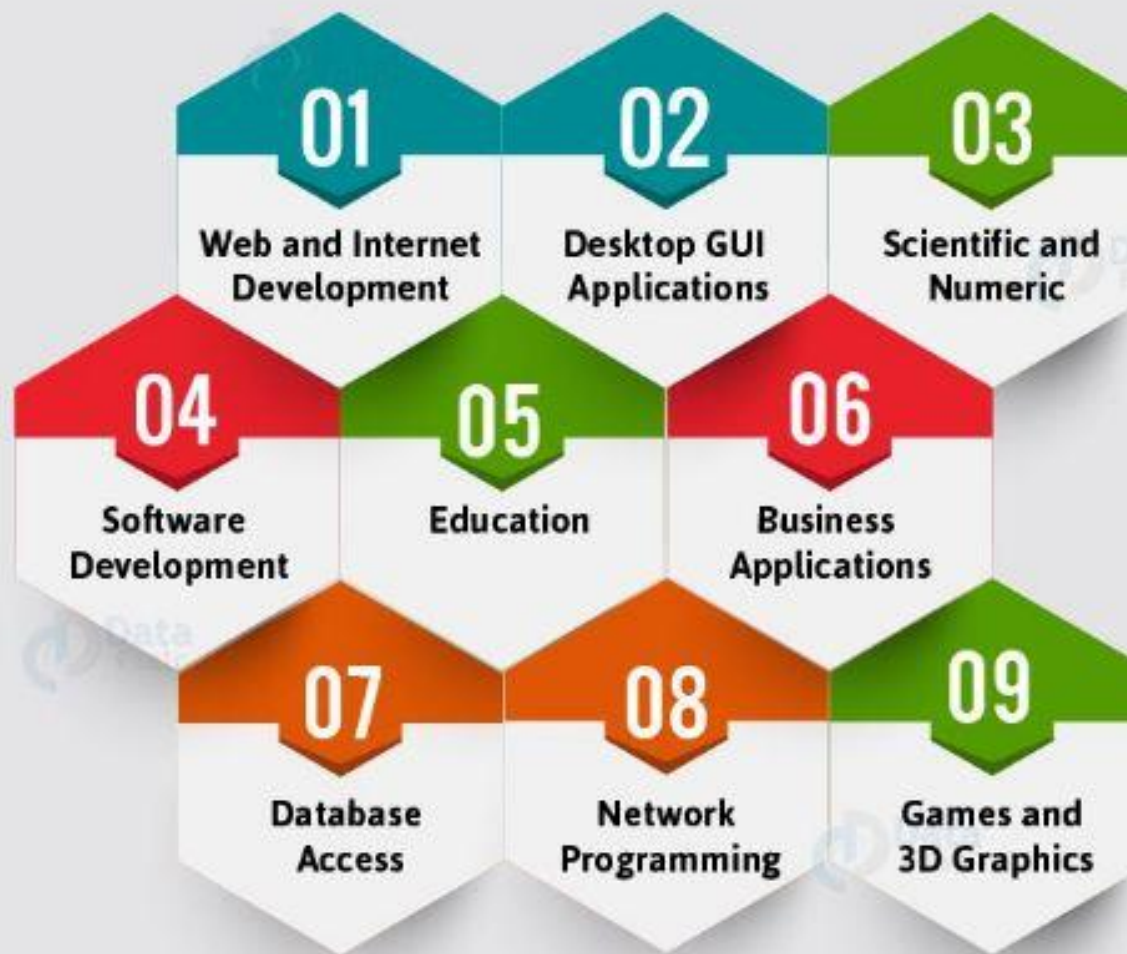 01
Web and Internet
Development
02
Desktop GUI
Applications
03
Scientific and
Numeric
04
Software
Development
05
Education
06
Business
Applications
07
Database
Access
08
Network
Programming
09
Games and
3D Graphics
Data